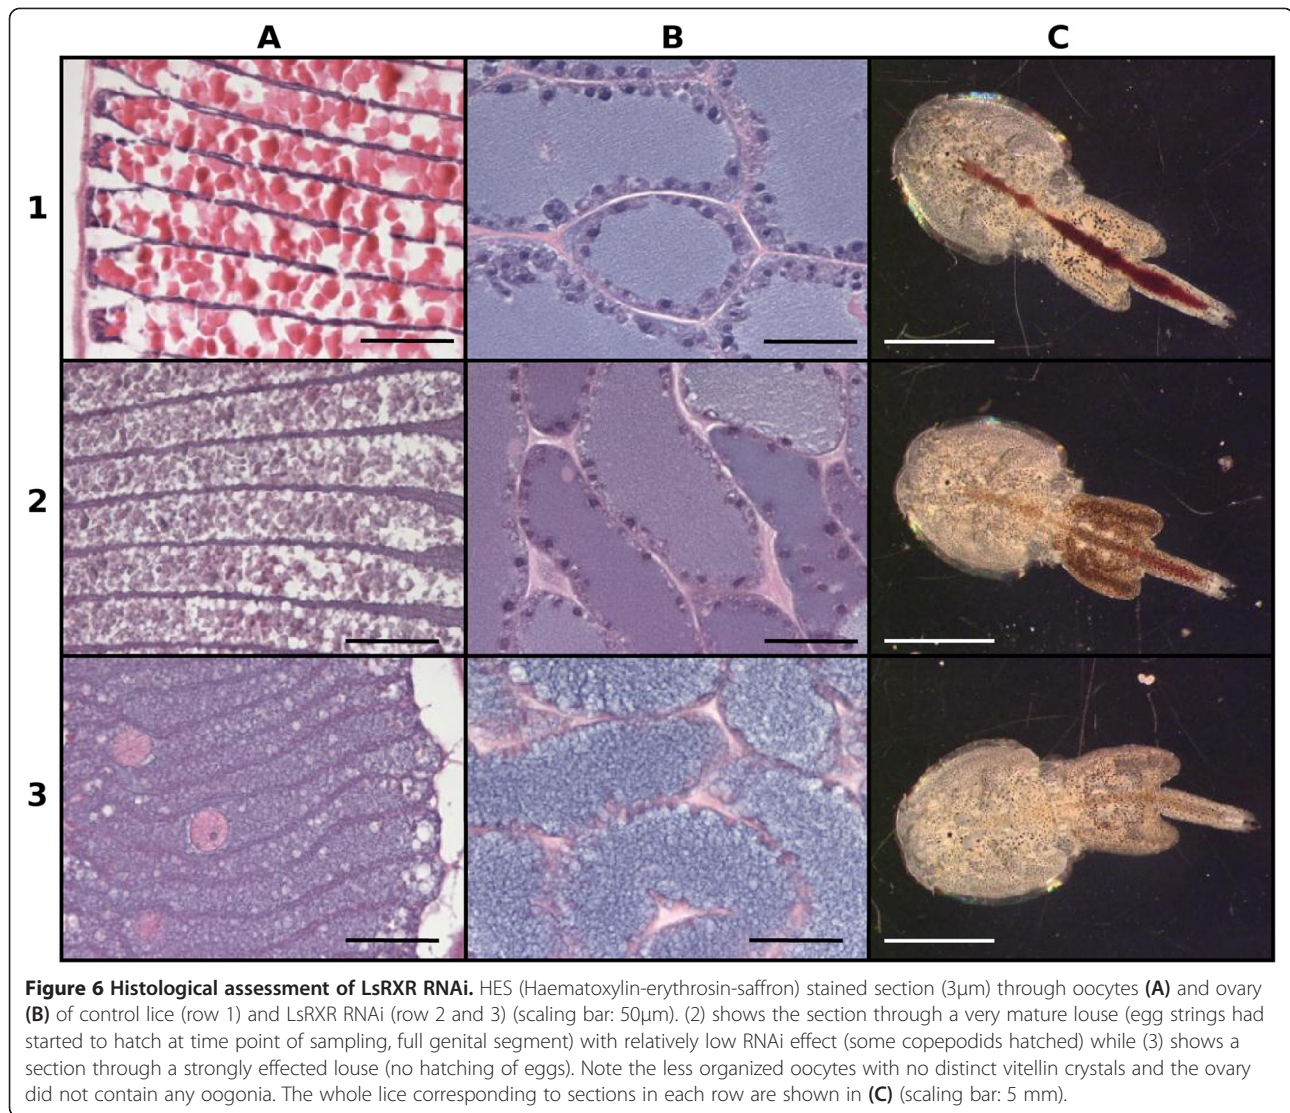 A B C
1
2
3
Figure 6 Histological assessment of LsRXR RNAi. HES (Haematoxylin-erythrosin-saffron) stained section (3μm) through oocytes (A) and ovary
(B) of control lice (row 1) and LsRXR RNAi (row 2 and 3) (scaling bar: 50μm). (2) shows the section through a very mature louse (egg strings had
started to hatch at time point of sampling, full genital segment) with relatively low RNAi effect (some copepodids hatched) while (3) shows a
section through a strongly effected louse (no hatching of eggs). Note the less organized oocytes with no distinct vitellin crystals and the ovary
did not contain any oogonia. The whole lice corresponding to sections in each row are shown in (C) (scaling bar: 5 mm).